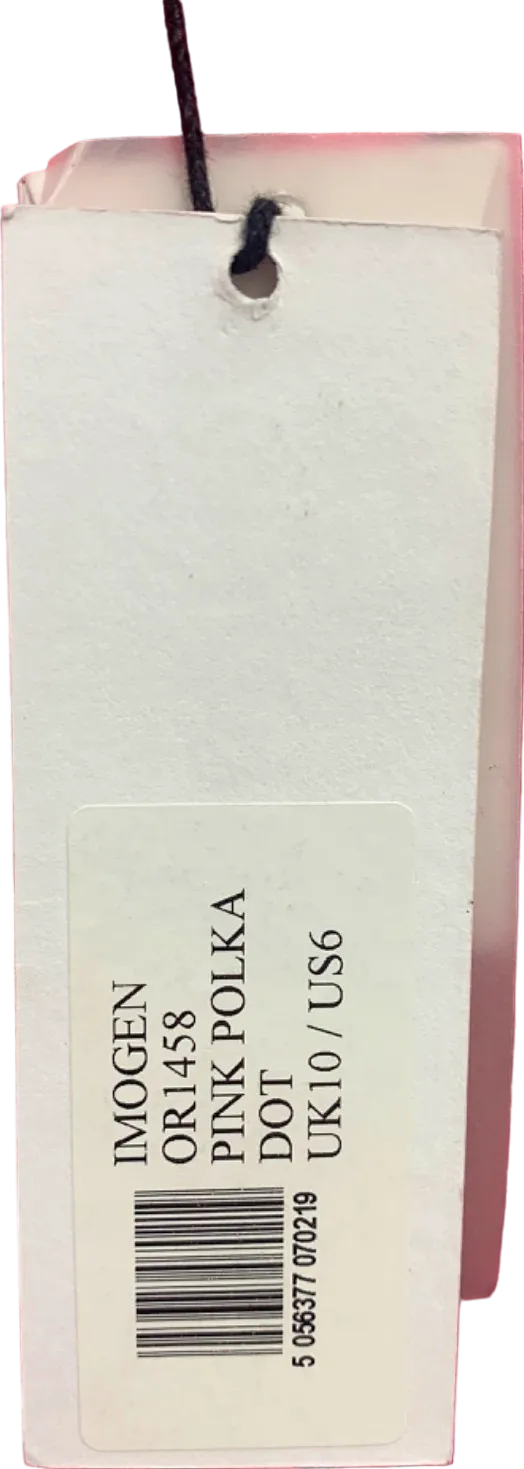 IMOGEN
OR1458
PINK POLKA
DOT
UK10 / US6
5 056377 070219